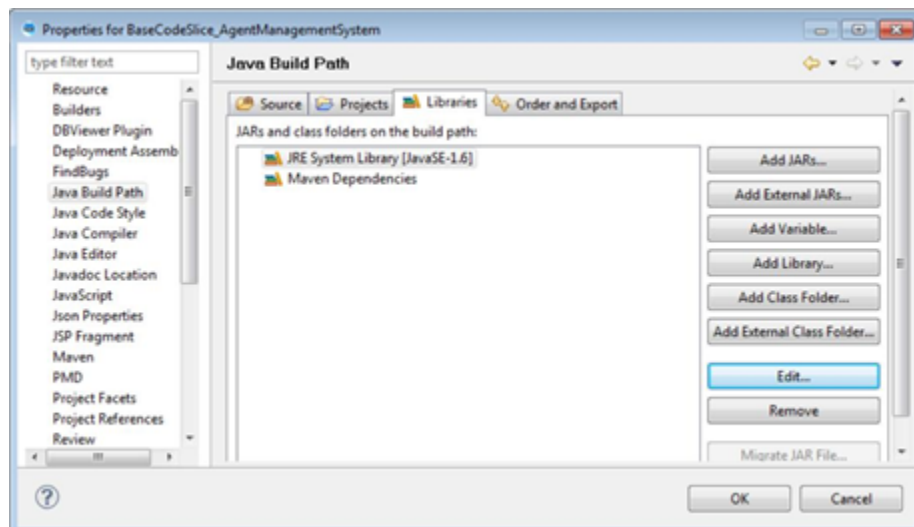 Properties for BaseCodeSlice_AgentManagementSystem
type filter text
Resource
Builders
DBViewer Plugin
Deployment Assemb
FindBugs
Java Build Path
Java Code Style
Java Compiler
Java Editor
Javadoc Location
JavaScript
Json Properties
JSP Fragment
Maven
PMD
Project Facets
Project References
Review
Java Build Path
Source Projects Libraries Order and Export
JARs and class folders on the build path:
JRE System Library [JavaSE-1.6]
Maven Dependencies
Add JARs...
Add External JARs...
Add Variable...
Add Library...
Add Class Folder...
Add External Class Folder...
Edit...
Remove
Migrate JAR File...
?
OK Cancel